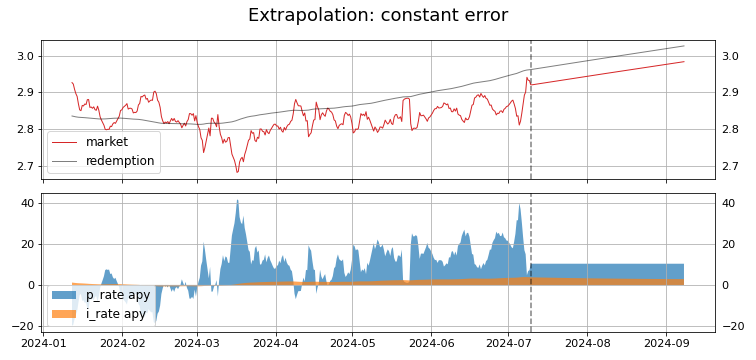 Extrapolation: constant error
3.0 3.0
2.9 2.9
2.8 2.8
2.7 2.7
market
redemption
40 40
20 20
0 0
−20 −20
p_rate apy
i_rate apy
2024-01 2024-02 2024-03 2024-04 2024-05 2024-06 2024-07 2024-08 2024-09